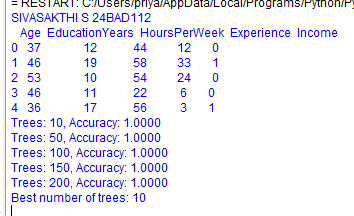 = RESTART: C:/Users/priya/AppData/Local/Programs/Python/Py
SIVASAKTHI S 24BAD112
Age EducationYears HoursPerWeek Experience Income
0 37 12 44 12 0
1 46 19 58 33 1
2 53 10 54 24 0
3 46 11 22 6 0
4 36 17 56 3 1
Trees: 10, Accuracy: 1.0000
Trees: 50, Accuracy: 1.0000
Trees: 100, Accuracy: 1.0000
Trees: 150, Accuracy: 1.0000
Trees: 200, Accuracy: 1.0000
Best number of trees: 10